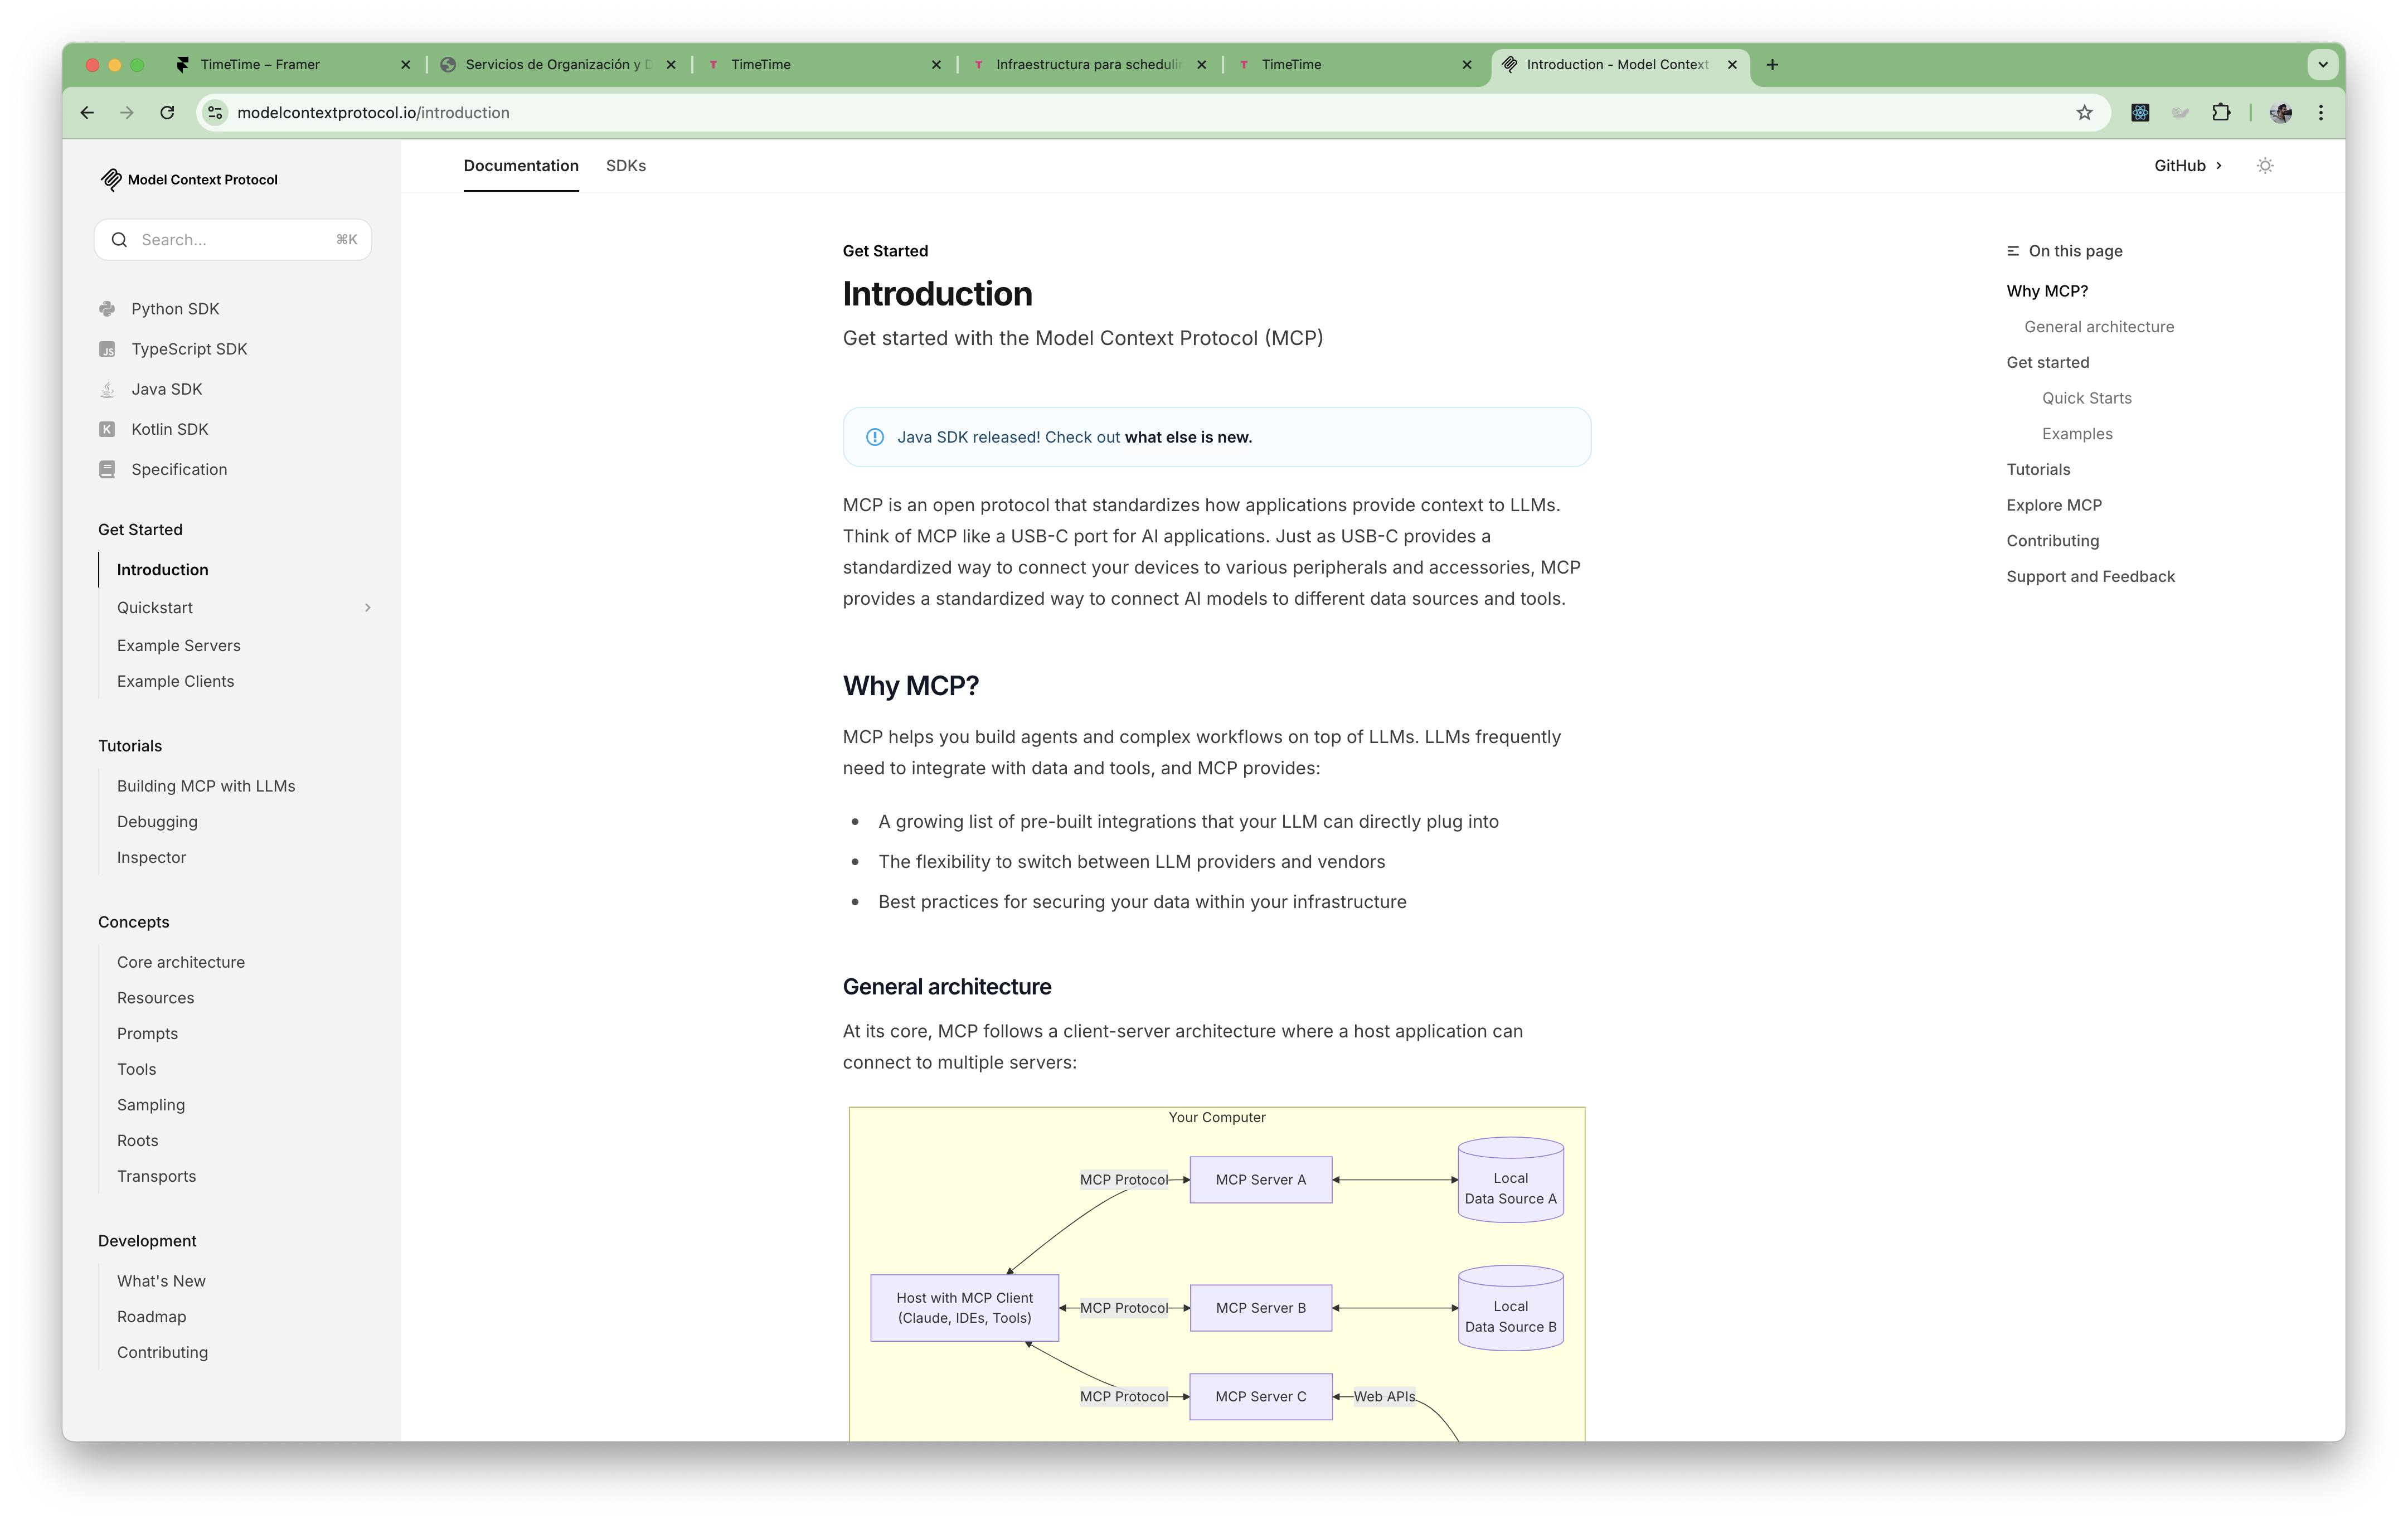 TimeTime – Framer
Servicios de Organización y
TimeTime
Infraestructura para
TimeTime
Introduction - Model Context
modelcontextprotocol.io/introduction
Model Context Protocol
Search...
⌘K
Python SDK
TypeScript SDK
Java SDK
Kotlin SDK
Specification
Get Started
Introduction
Quickstart
Example Servers
Example Clients
Tutorials
Building MCP with LLMs
Debugging
Inspector
Concepts
Core architecture
Resources
Prompts
Tools
Sampling
Roots
Transports
Development
What's New
Roadmap
Contributing
Documentation
SDKs
GitHub
Get Started
Introduction
Get started with the Model Context Protocol (MCP)
Java SDK released! Check out what else is new.
MCP is an open protocol that standardizes how applications provide context to LLMs.
Think of MCP like a USB-C port for AI applications. Just as USB-C provides a
standardized way to connect your devices to various peripherals and accessories, MCP
provides a standardized way to connect AI models to different data sources and tools.
Why MCP?
MCP helps you build agents and complex workflows on top of LLMs. LLMs frequently
need to integrate with data and tools, and MCP provides:
• A growing list of pre-built integrations that your LLM can directly plug into
• The flexibility to switch between LLM providers and vendors
• Best practices for securing your data within your infrastructure
General architecture
At its core, MCP follows a client-server architecture where a host application can
connect to multiple servers:
Your Computer
MCP Protocol
MCP Server A
Local
Data Source A
Host with MCP Client
(Claude, IDEs, Tools)
MCP Protocol
MCP Server B
Local
Data Source B
MCP Protocol
MCP Server C
Web APIs
On this page
Why MCP?
General architecture
Get started
Quick Starts
Examples
Tutorials
Explore MCP
Contributing
Support and Feedback